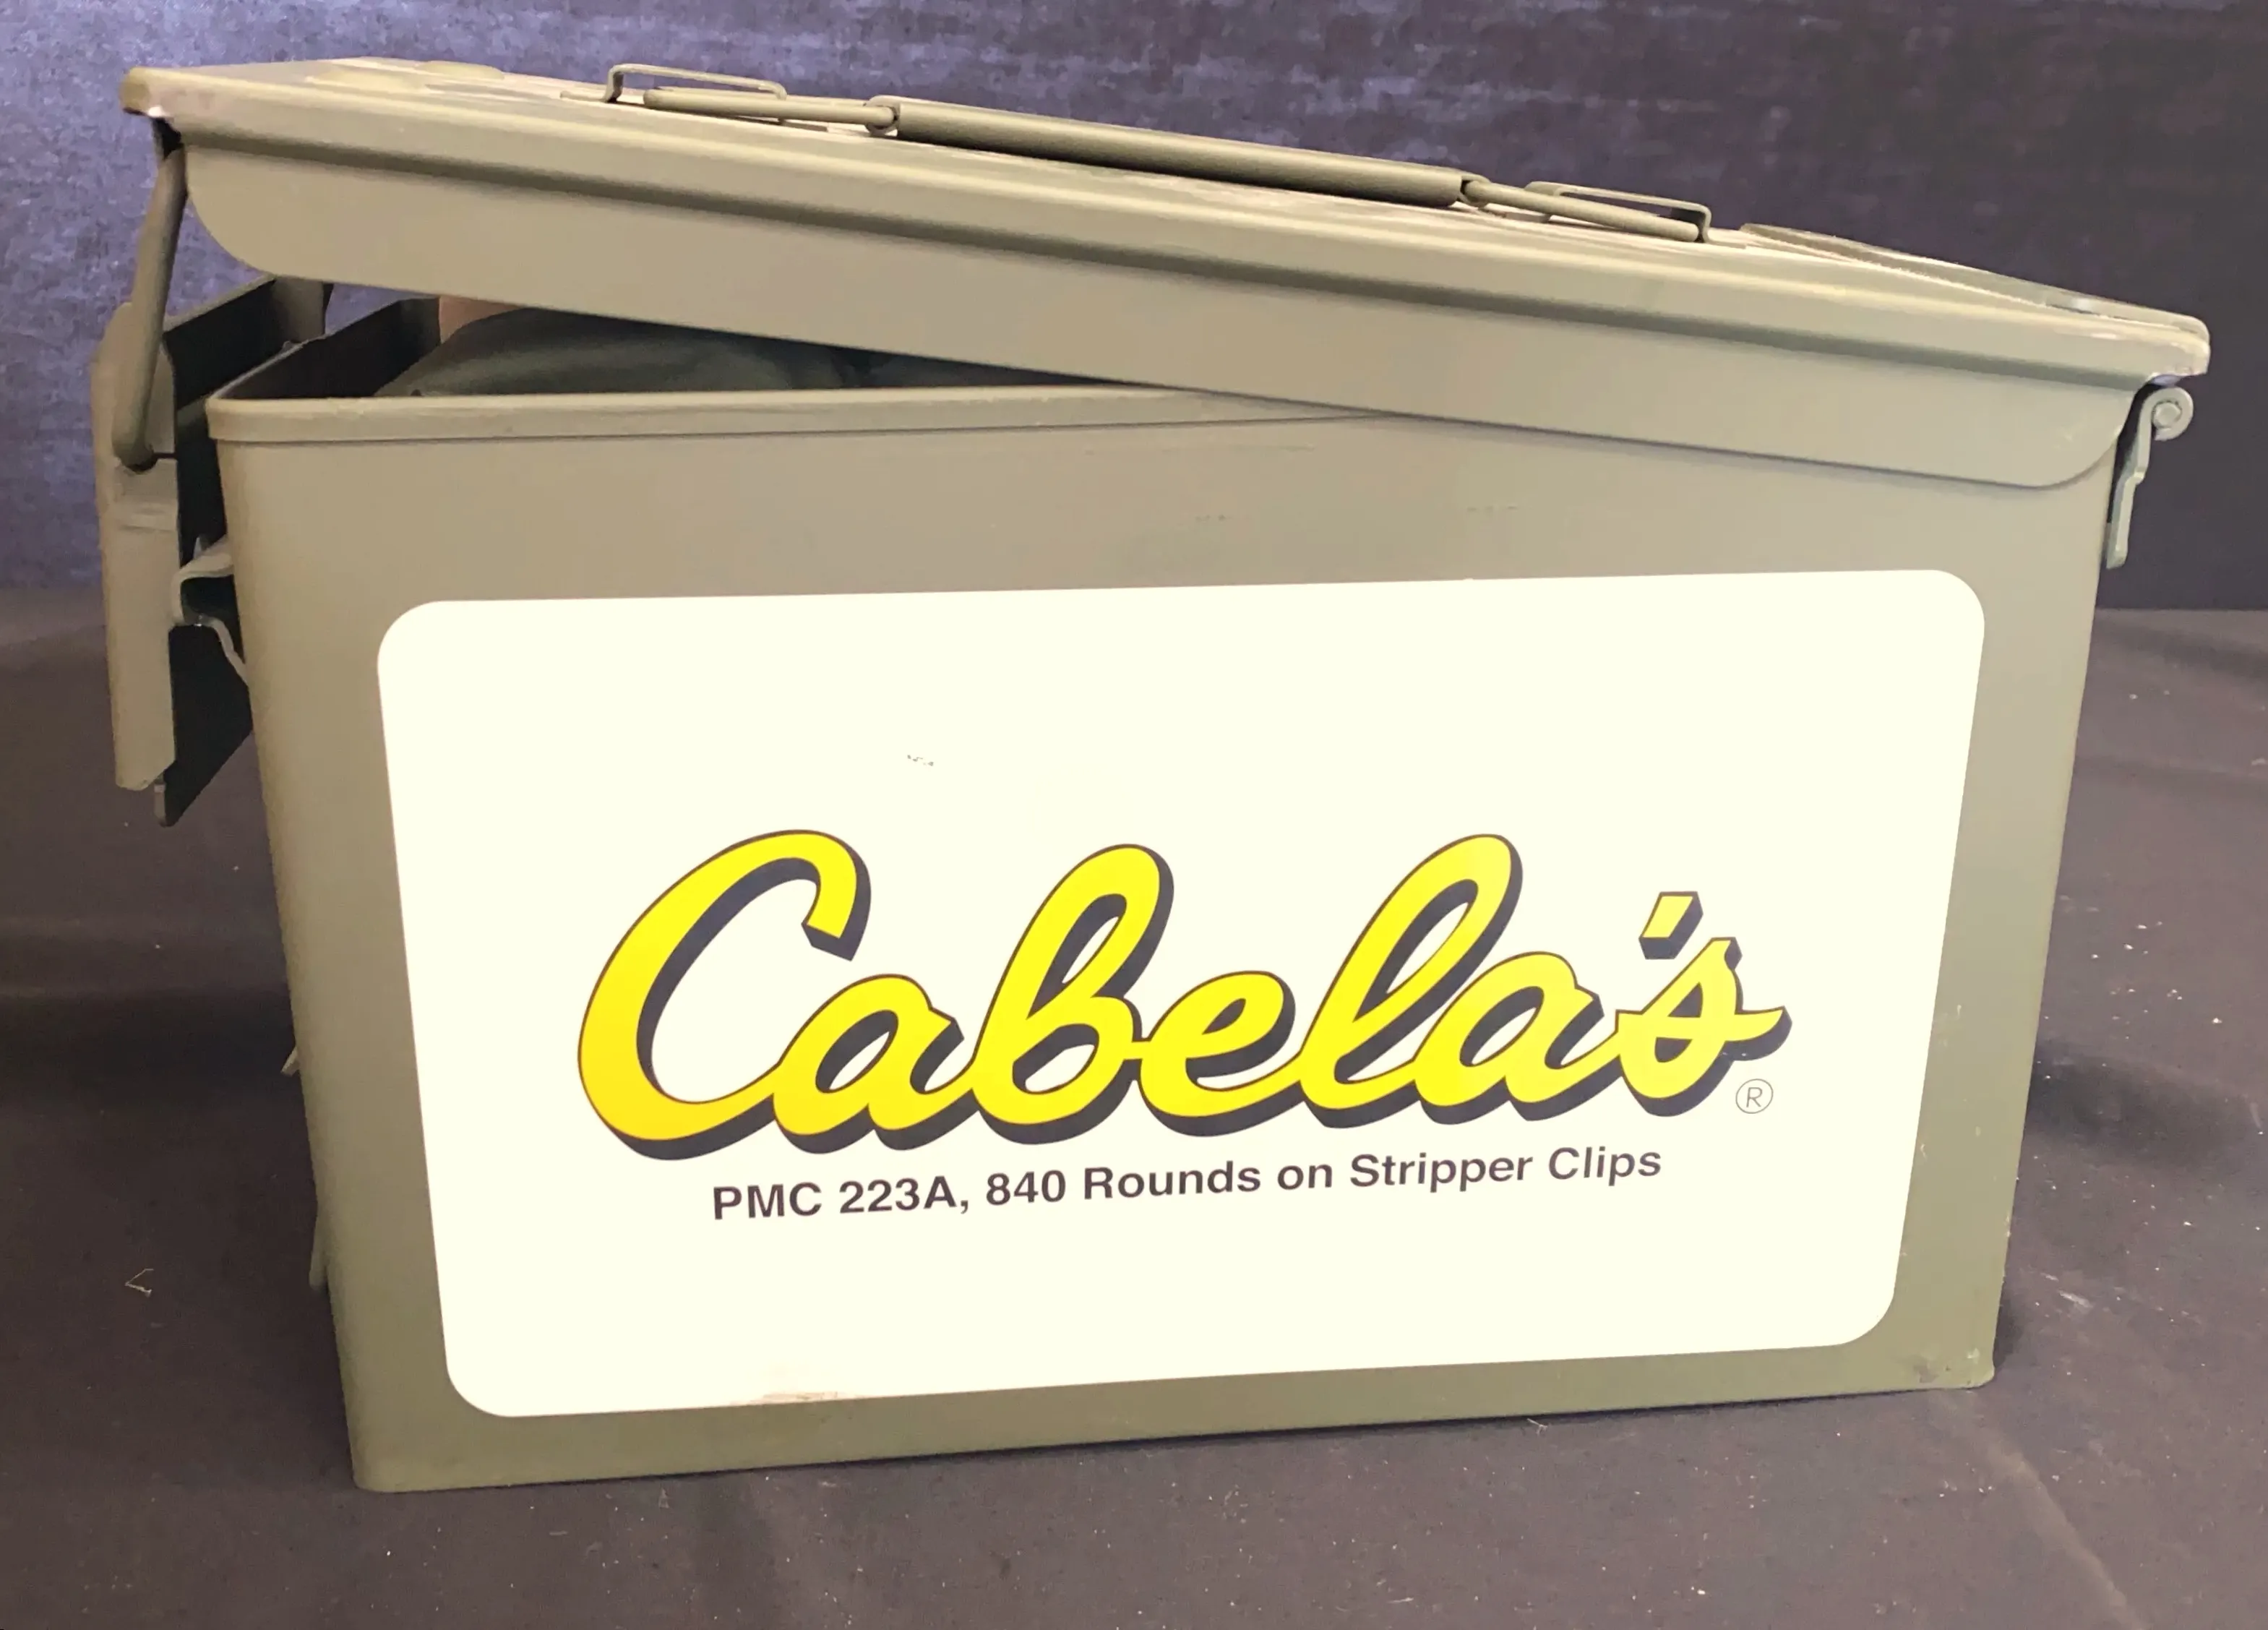 Cabela's®
PMC 223A, 840 Rounds on Stripper Clips